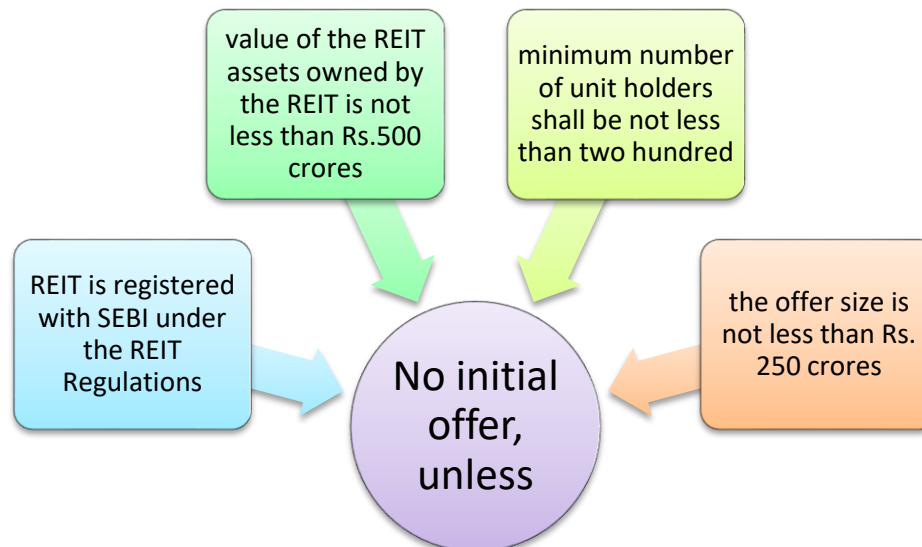 value of the REIT
assets owned by
the REIT is not
less than Rs.500
crores
minimum number
of unit holders
shall be not less
than two hundred
REIT is registered
with SEBI under
the REIT
Regulations
the offer size is
not less than Rs.
250 crores
No initial
offer,
unless